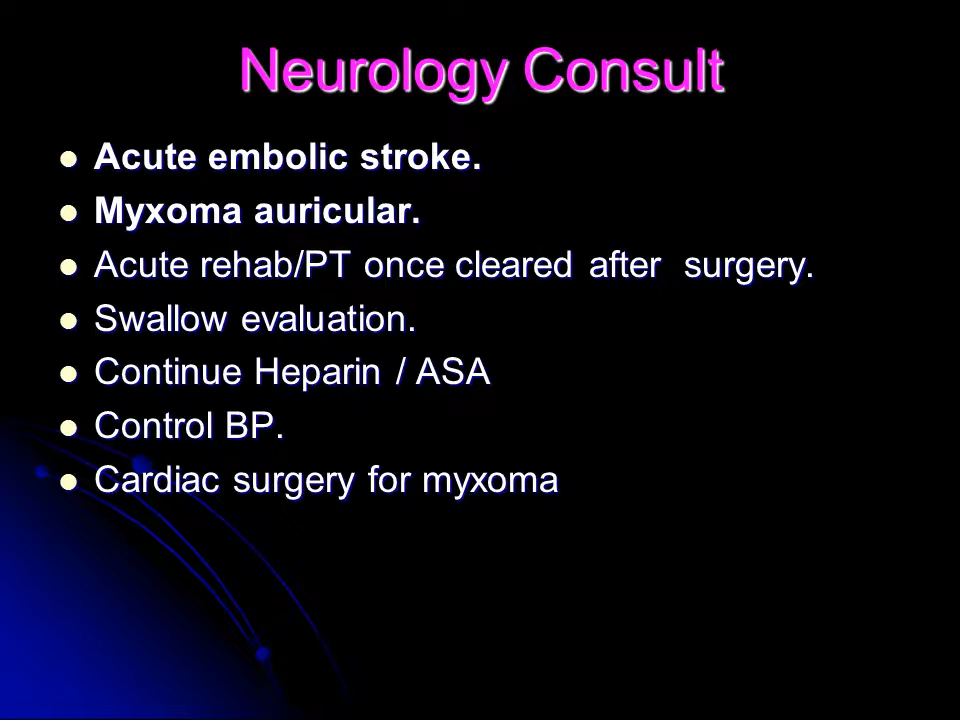 Neurology Consult
Acute embolic stroke.
Myxoma auricular.
Acute rehab/PT once cleared after  surgery.
Swallow evaluation.
Continue Heparin / ASA
Control BP.
Cardiac surgery for myxoma